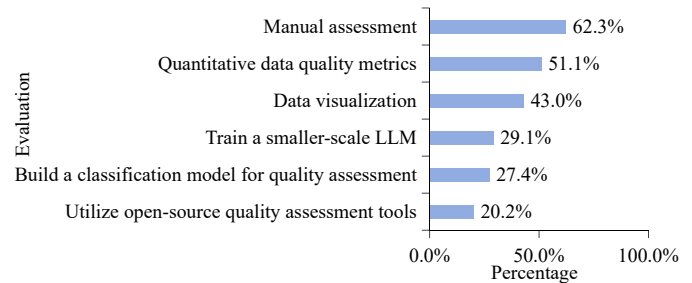 Evaluation
Manual assessment 62.3%
Quantitative data quality metrics 51.1%
Data visualization 43.0%
Train a smaller-scale LLM 29.1%
Build a classification model for quality assessment 27.4%
Utilize open-source quality assessment tools 20.2%
0.0% 50.0% 100.0%
Percentage